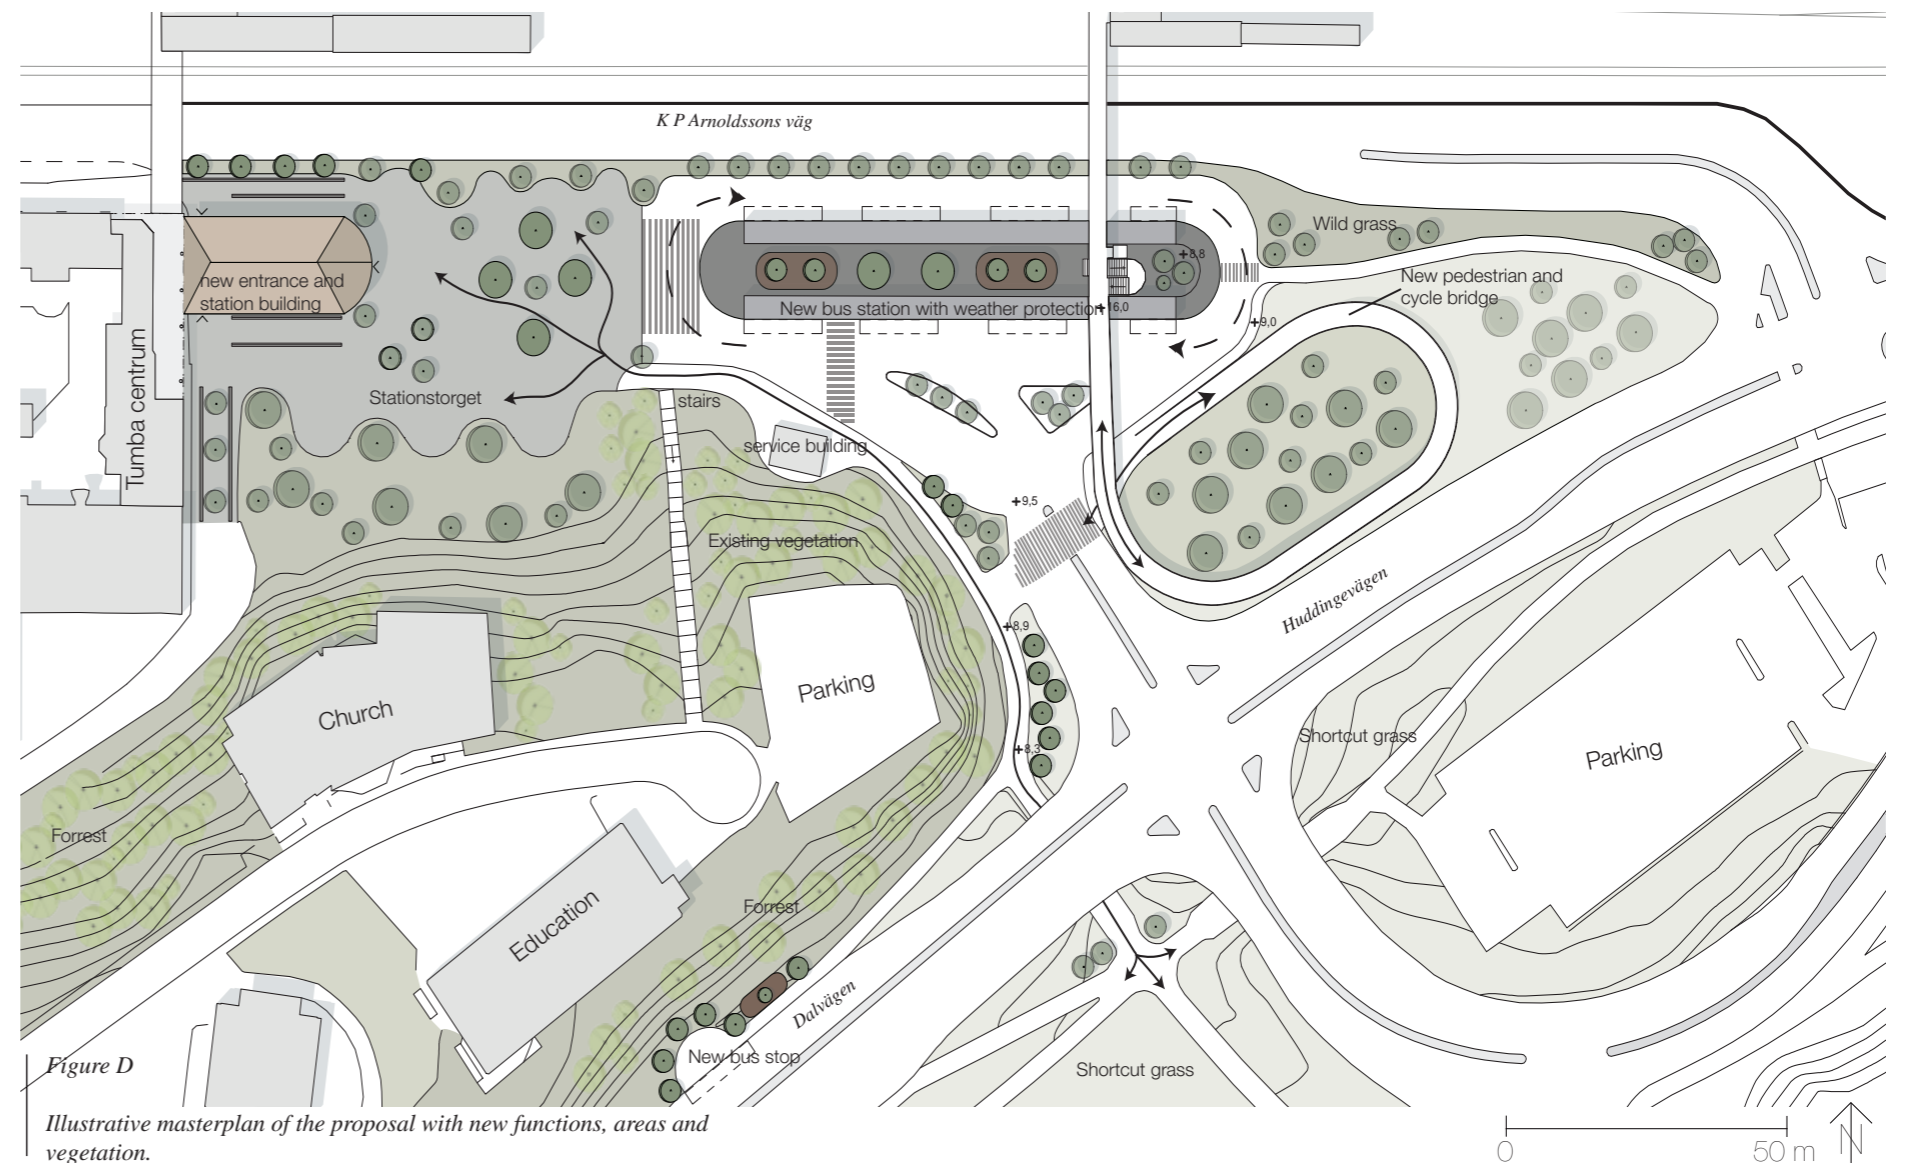 K P Arnoldssons väg
Wild grass
new entrance and
station building
+8,8
New pedestrian and
cycle bridge
New bus station with weather protection
+16,0
+9,0
Tumba centrum
Stationstorget
stairs
service building
+9,5
Existing vegetation
Huddingevägen
+8,9
Parking
Church
+8,3
Shortcut grass
Parking
Forrest
Education
Forrest
Dalvägen
New bus stop
Shortcut grass
Figure D
Illustrative masterplan of the proposal with new functions, areas and
vegetation.
0
50 m
N